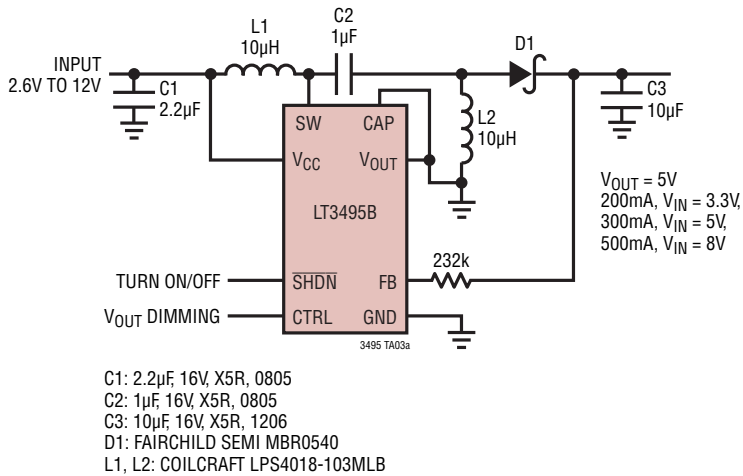 L1
10µH
C2
1µF
D1
INPUT
2.6V TO 12V
C1
2.2µF
C3
10µF
L2
10µH
SW
CAP
VCC
VOUT
LT3495B
VOUT = 5V
200mA, VIN = 3.3V,
300mA, VIN = 5V,
500mA, VIN = 8V
232k
TURN ON/OFF
SHDN
FB
VOUT DIMMING
CTRL
GND
3495 TA03a
C1: 2.2µF, 16V, X5R, 0805
C2: 1µF, 16V, X5R, 0805
C3: 10µF, 16V, X5R, 1206
D1: FAIRCHILD SEMI MBR0540
L1, L2: COILCRAFT LPS4018-103MLB